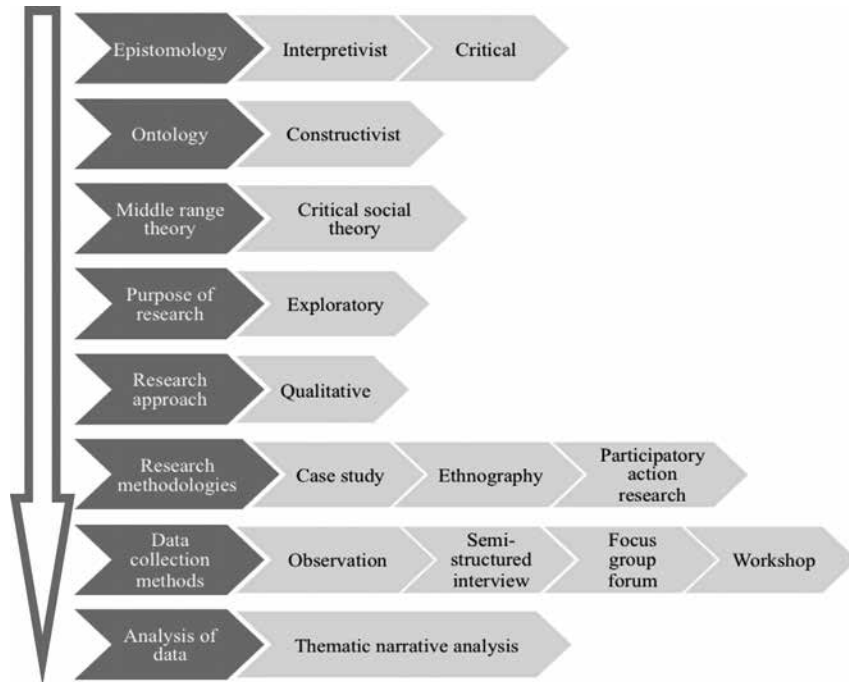 Epistomology
Interpretivist
Critical
Ontology
Constructivist
Middle range
theory
Critical social
theory
Purpose of
research
Exploratory
Research
approach
Qualitative
Research
methodologies
Case study
Ethnography
Participatory
action
research
Data
collection
methods
Observation
Semi-
structured
interview
Focus
group
forum
Workshop
Analysis of
data
Thematic narrative analysis